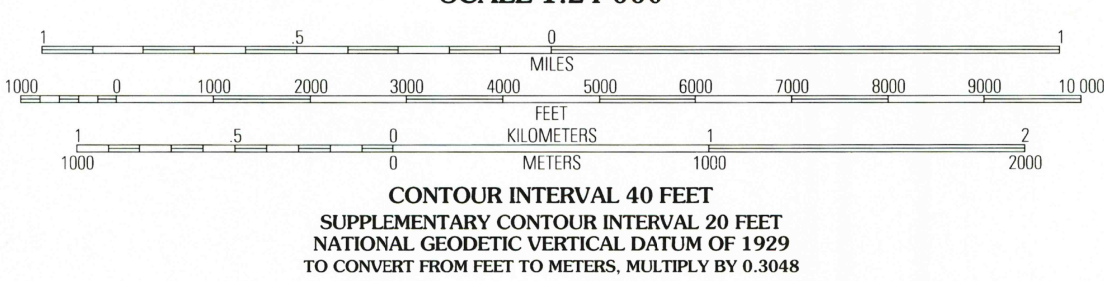 1 .5 0 1
MILES
1000 0 1000 2000 3000 4000 5000 6000 7000 8000 9000 10 000
FEET
1 .5 0 KILOMETERS 1 2
1000 0 METERS 1000 2000
CONTOUR INTERVAL 40 FEET
SUPPLEMENTARY CONTOUR INTERVAL 20 FEET
NATIONAL GEODETIC VERTICAL DATUM OF 1929
TO CONVERT FROM FEET TO METERS, MULTIPLY BY 0.3048